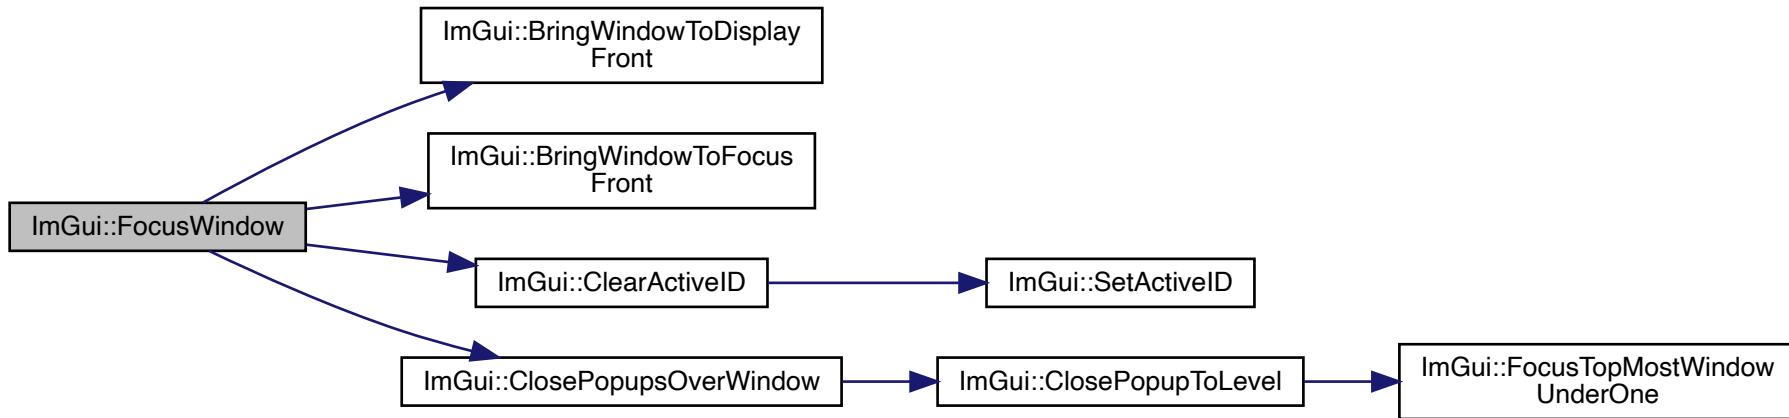 ImGui::BringWindowToDisplay
Front
ImGui::BringWindowToFocus
Front
ImGui::FocusWindow
ImGui::ClearActiveID
ImGui::SetActiveID
ImGui::ClosePopupsOverWindow
ImGui::ClosePopupToLevel
ImGui::FocusTopMostWindow
UnderOne